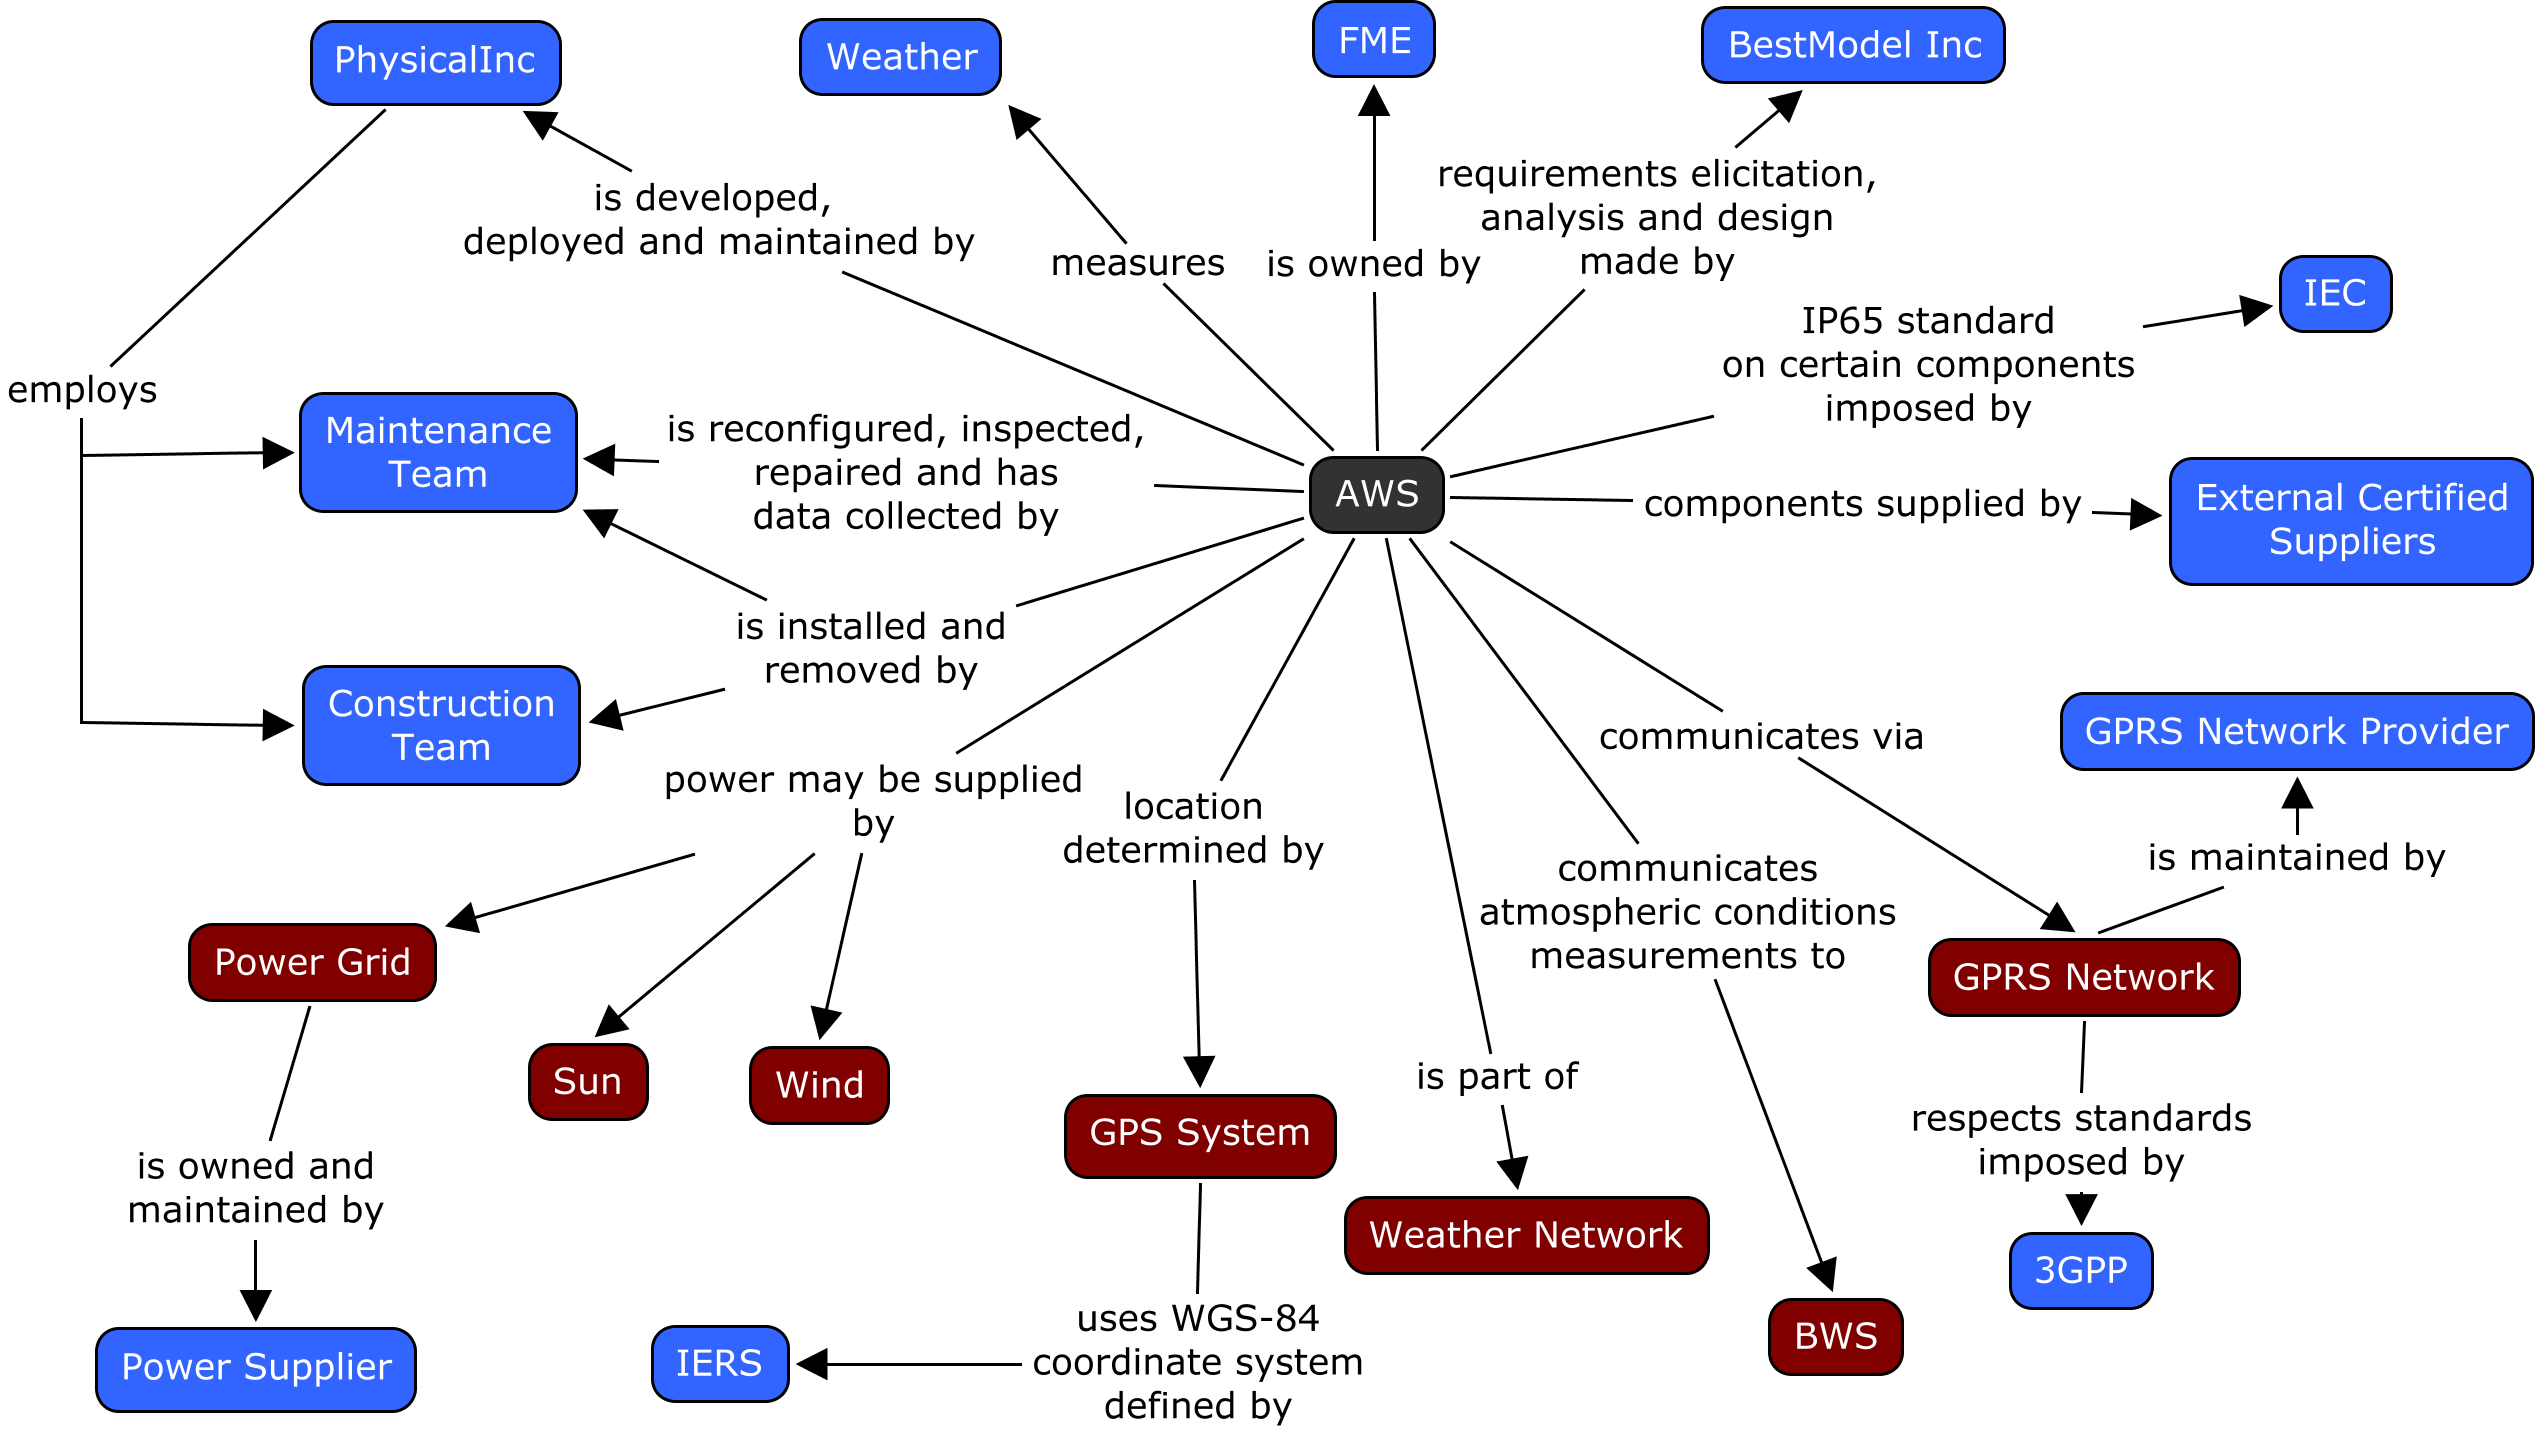 PhysicalInc
Weather
FME
BestModel Inc
is developed,
deployed and maintained by
measures
is owned by
requirements elicitation,
analysis and design
made by
IEC
IP65 standard
on certain components
imposed by
employs
Maintenance
Team
is reconfigured, inspected,
repaired and has
data collected by
AWS
components supplied by
External Certified
Suppliers
is installed and
removed by
Construction
Team
power may be supplied
by
location
determined by
communicates via
GPRS Network Provider
is maintained by
communicates
atmospheric conditions
measurements to
Power Grid
GPRS Network
Sun
Wind
GPS System
is part of
respects standards
imposed by
is owned and
maintained by
Weather Network
3GPP
BWS
Power Supplier
IERS
uses WGS-84
coordinate system
defined by